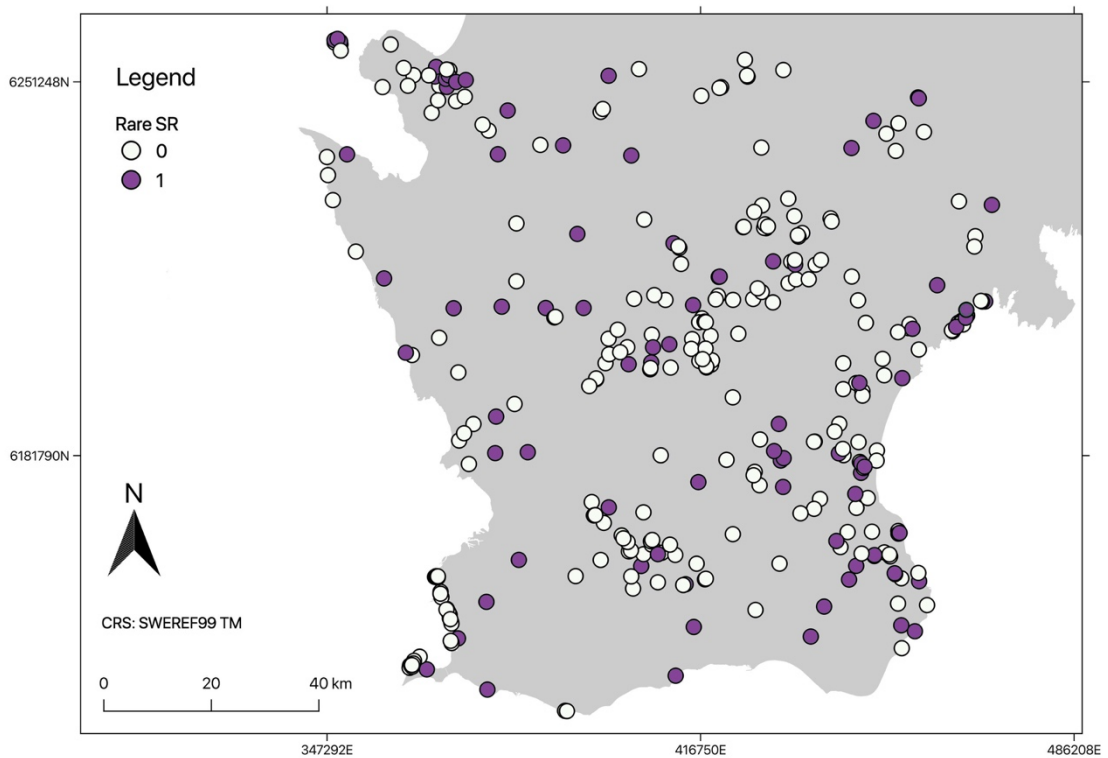 6251248N
Legend
Rare SR
0
1
6181790N
N
CRS: SWEREF99 TM
0 20 40 km
347292E 416750E 486208E